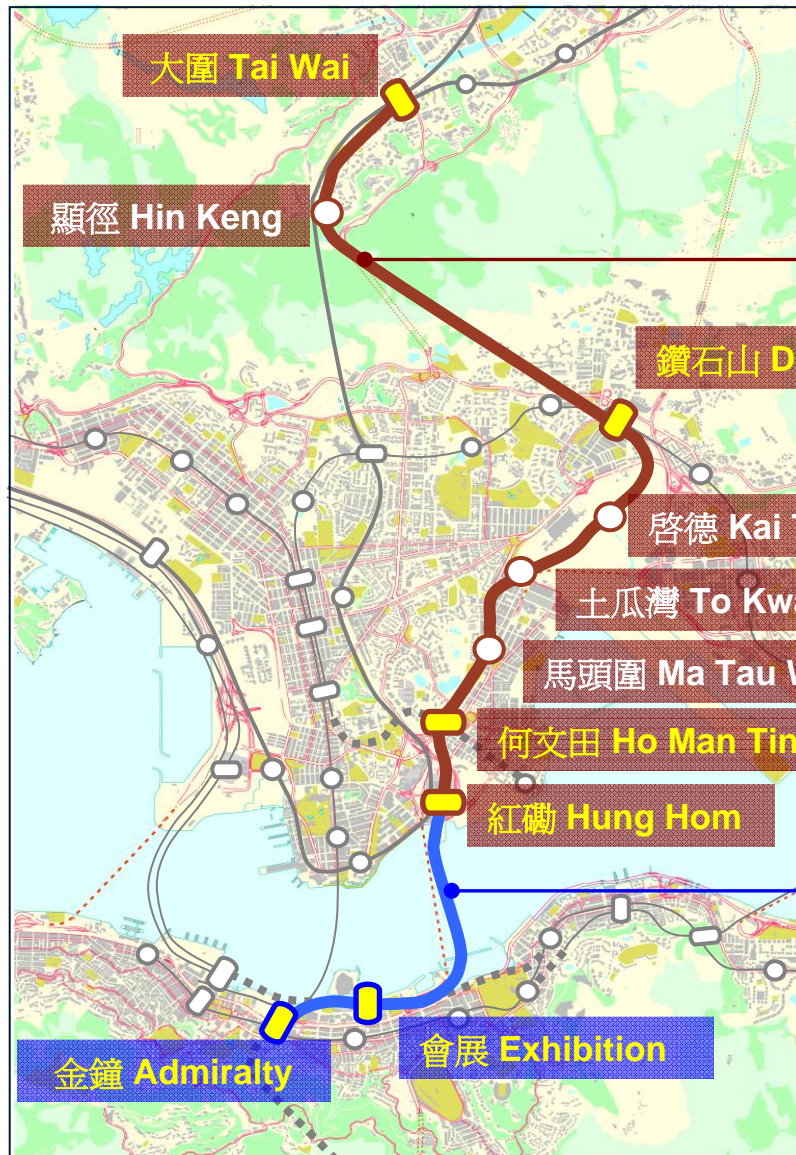 大圍 Tai Wai
顯徑 Hin Keng
鑽石山 D
啓德 Kai T
土瓜灣 To Kwa
馬頭圍 Ma Tau W
何文田 Ho Man Tin
紅磡 Hung Hom
會展 Exhibition
金鐘 Admiralty